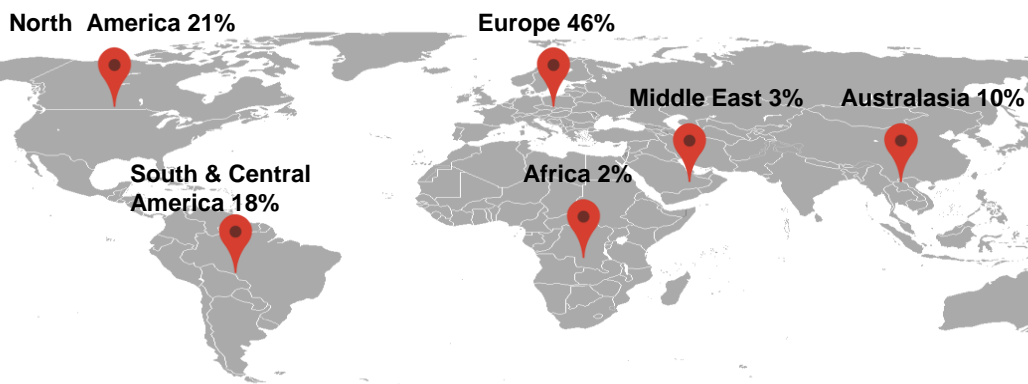 North America 21%
Europe 46%
Middle East 3%
Australasia 10%
South & Central
America 18%
Africa 2%